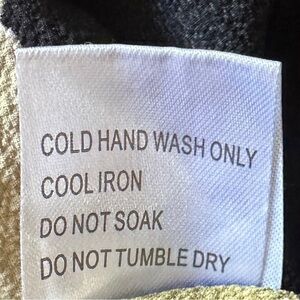 COLD HAND WASH ONLY
COOL IRON
DO NOT SOAK
DO NOT TUMBLE DRY